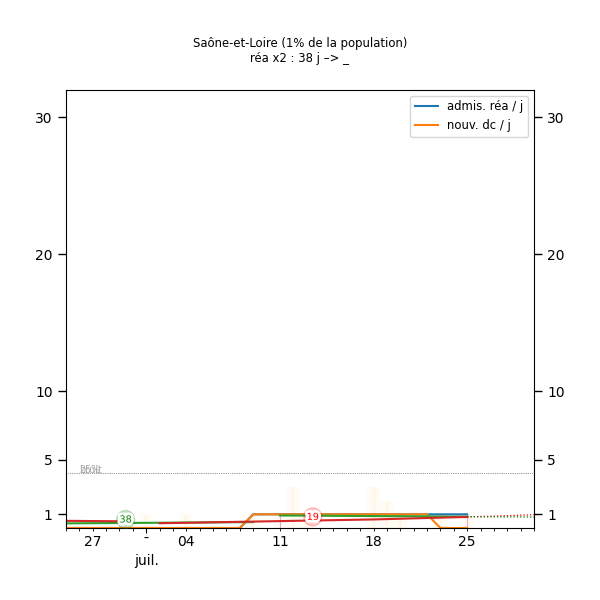 Saône-et-Loire (1% de la population)
réa x2 : 38 j –> _
admis. réa / j
nouv. dc / j
30 30
20 20
10 10
5 5
38 19
1 1
27 - 04 11 18 25
juil.